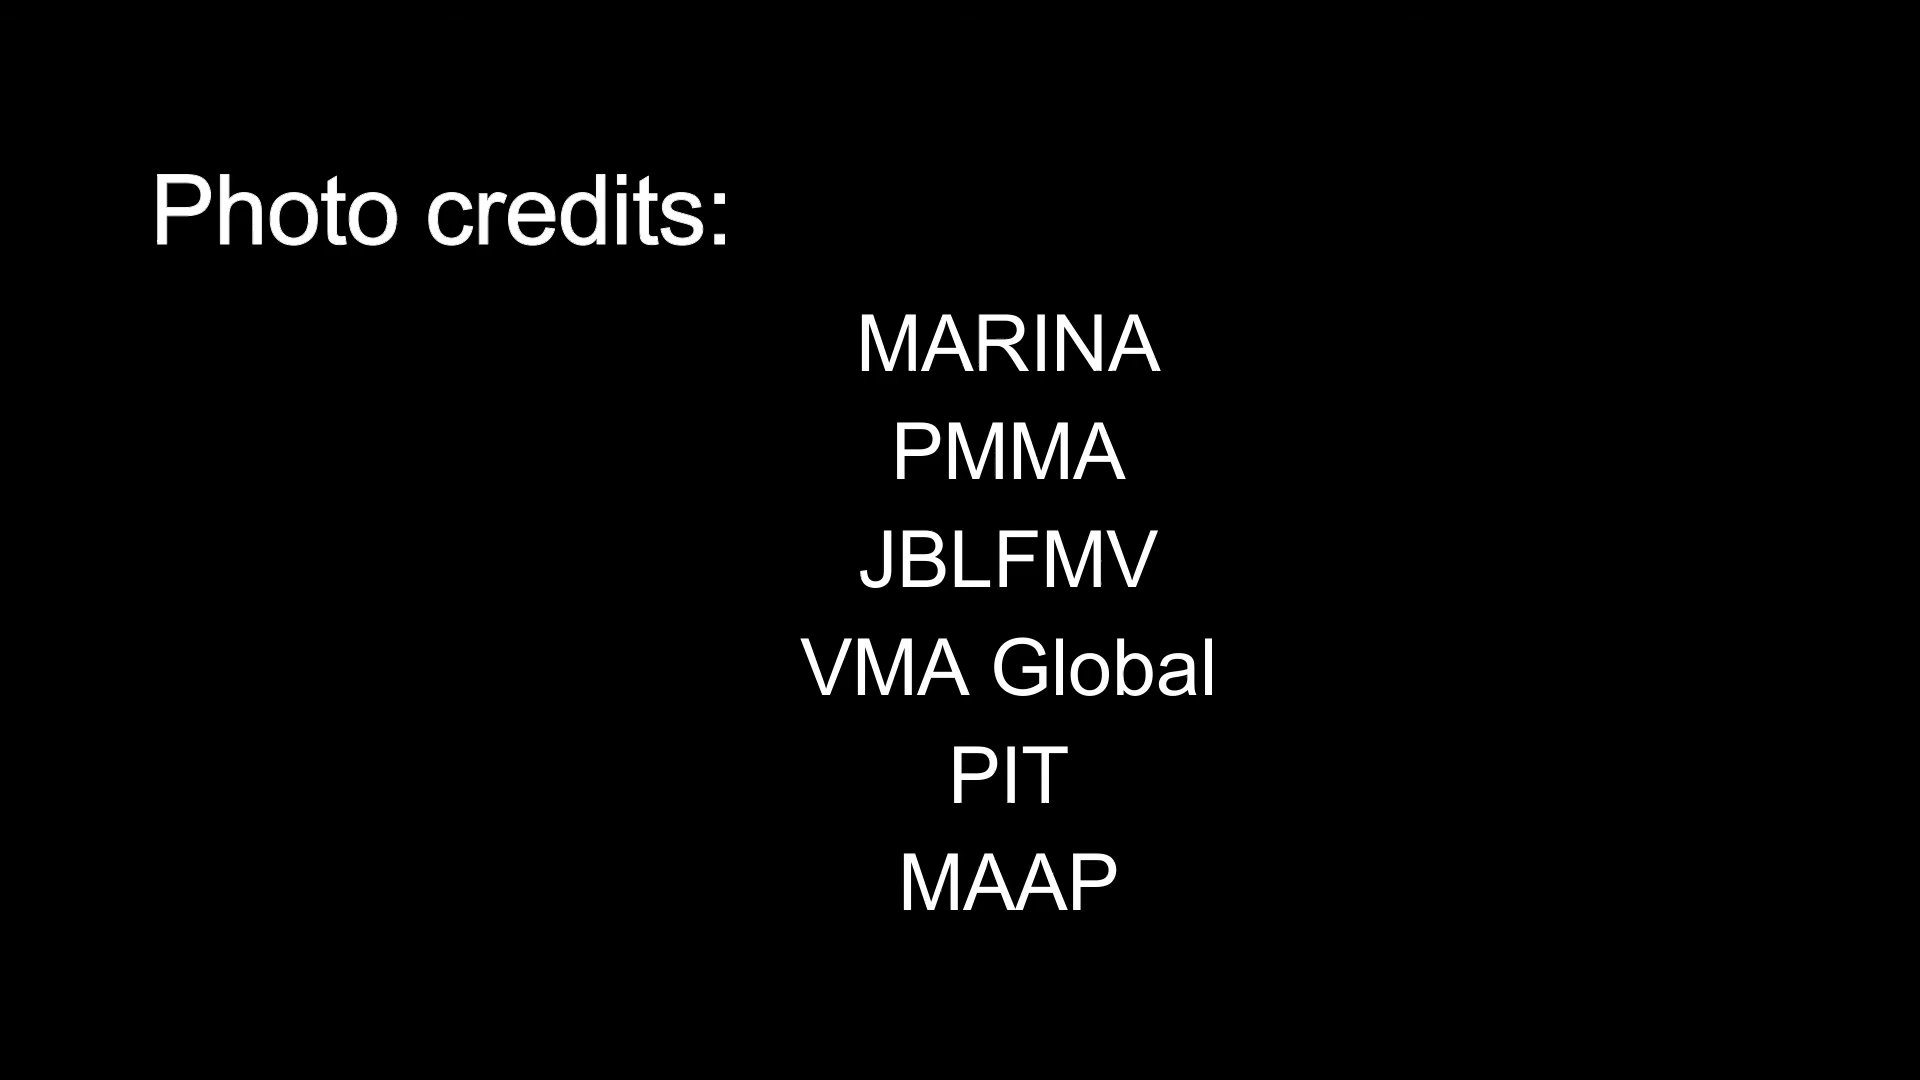 Photo credits:
MARINA
PMMA
JBLFMV
VMA Global
PIT
MAAP